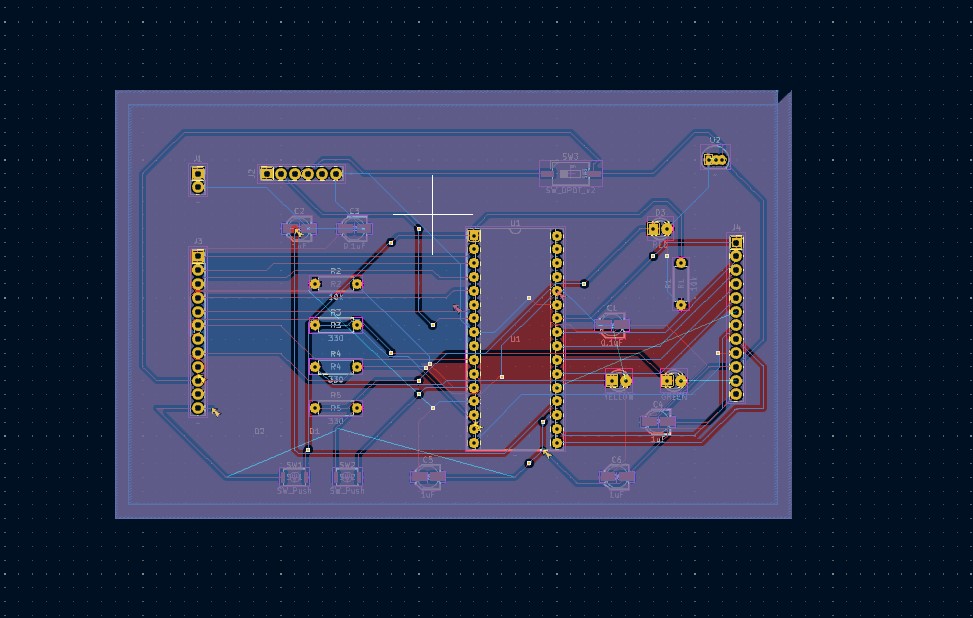 U2
J1
SW3
J2
SW_DPDT_x2
C2
C3
D3
U1
J4
0.1uF
J3
R2
10k
R3
R3
330
C1
0.1uF
U1
R4
R4
330
YELLOW
GREEN
R5
R5
330
C4
1uF
D2
D1
SW1
SW2
C5
C6
SW_Push
SW_Push
1uF
1uF